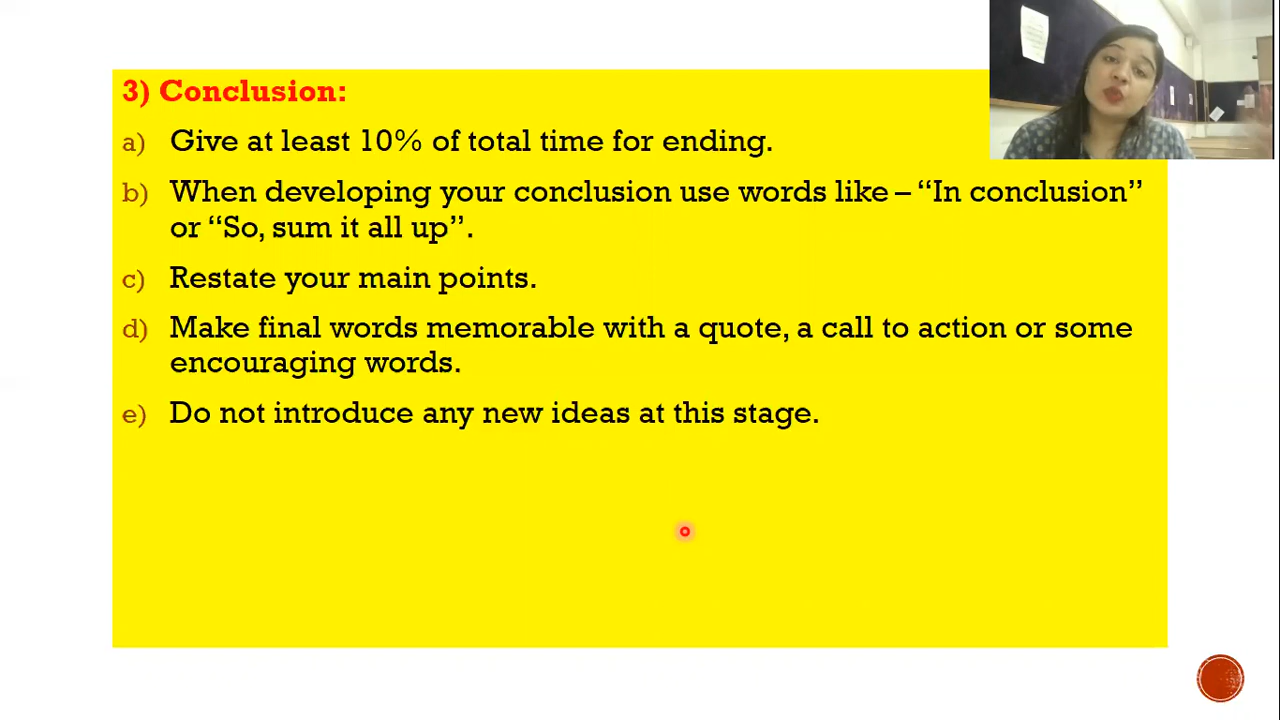 3) Conclusion:
a) Give at least 10% of total time for ending.
b) When developing your conclusion use words like – “In conclusion”
or “So, sum it all up”.
c) Restate your main points.
d) Make final words memorable with a quote, a call to action or some
encouraging words.
e) Do not introduce any new ideas at this stage.